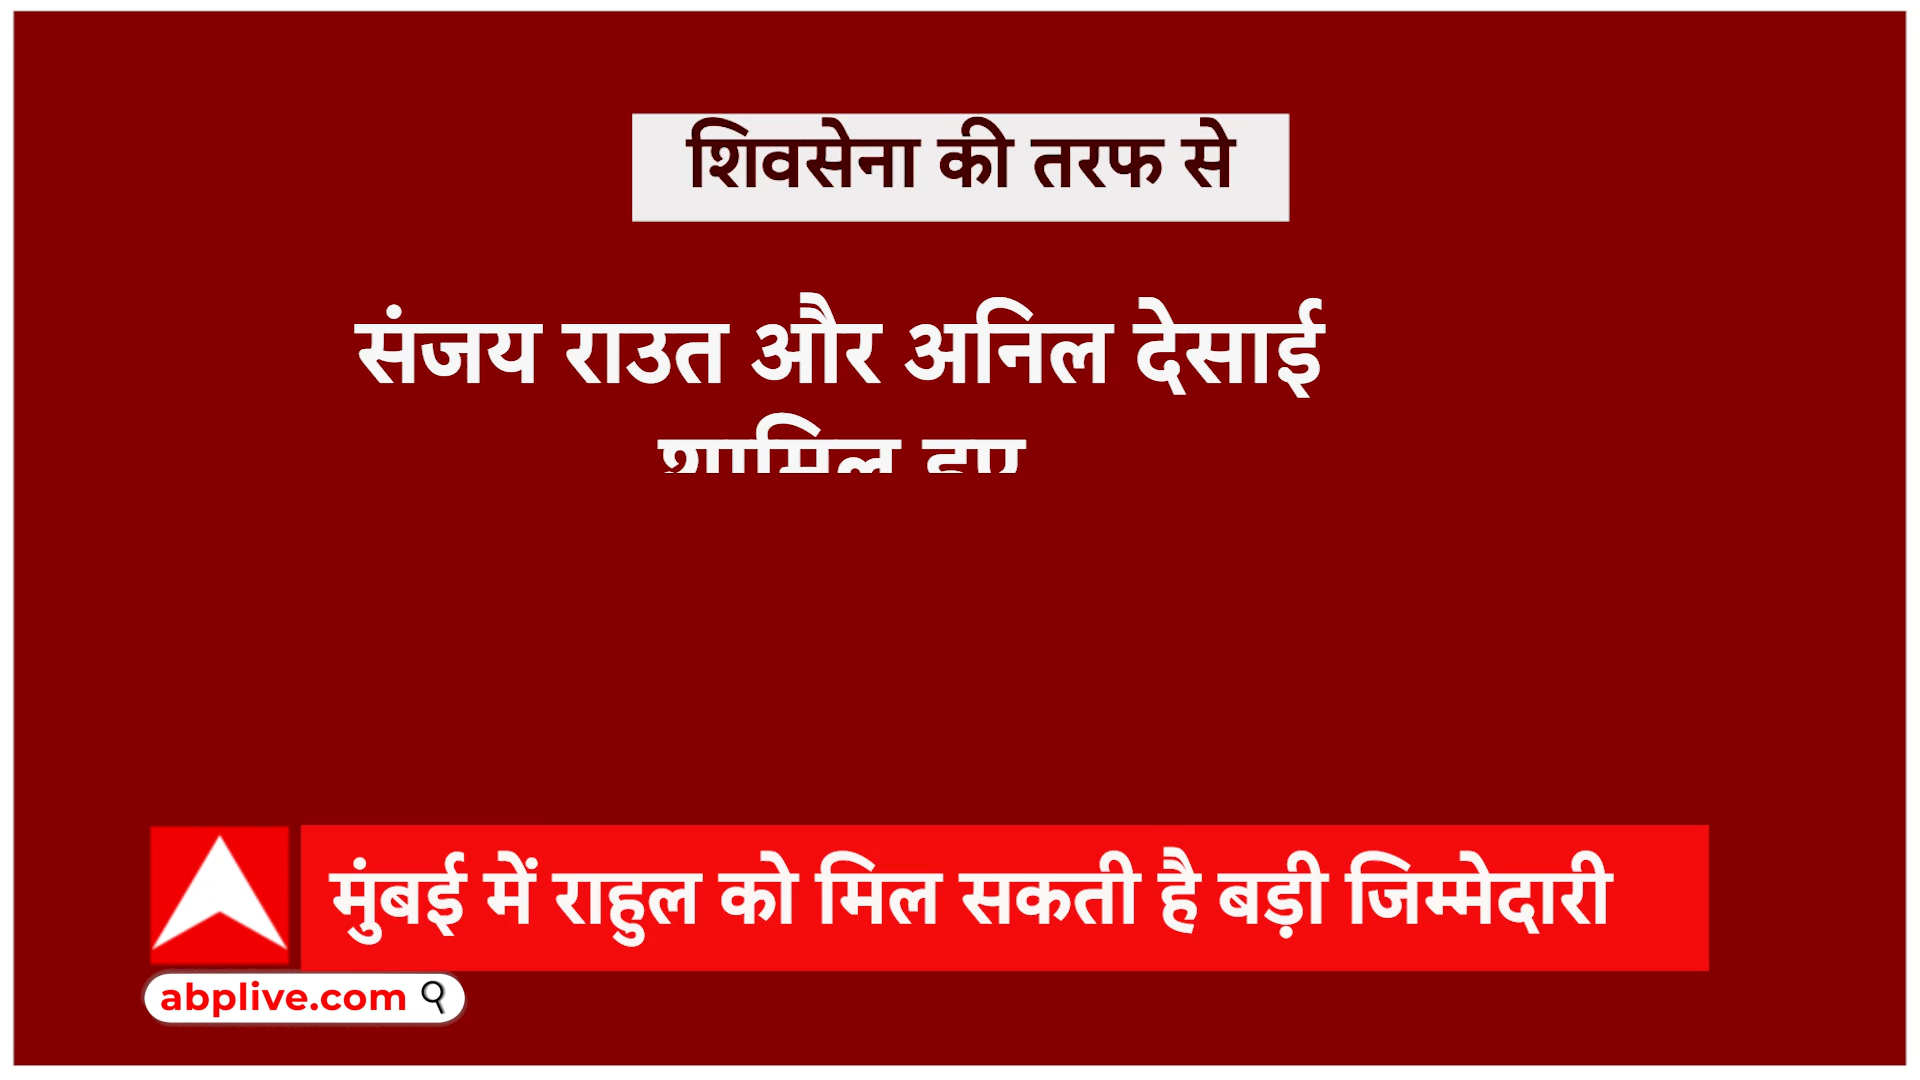 शिवसेना की तरफ से
संजय राउत और अनिल देसाई
शामिल हुए
मुंबई में राहुल को मिल सकती है बड़ी जिम्मेदारी
abplive.com